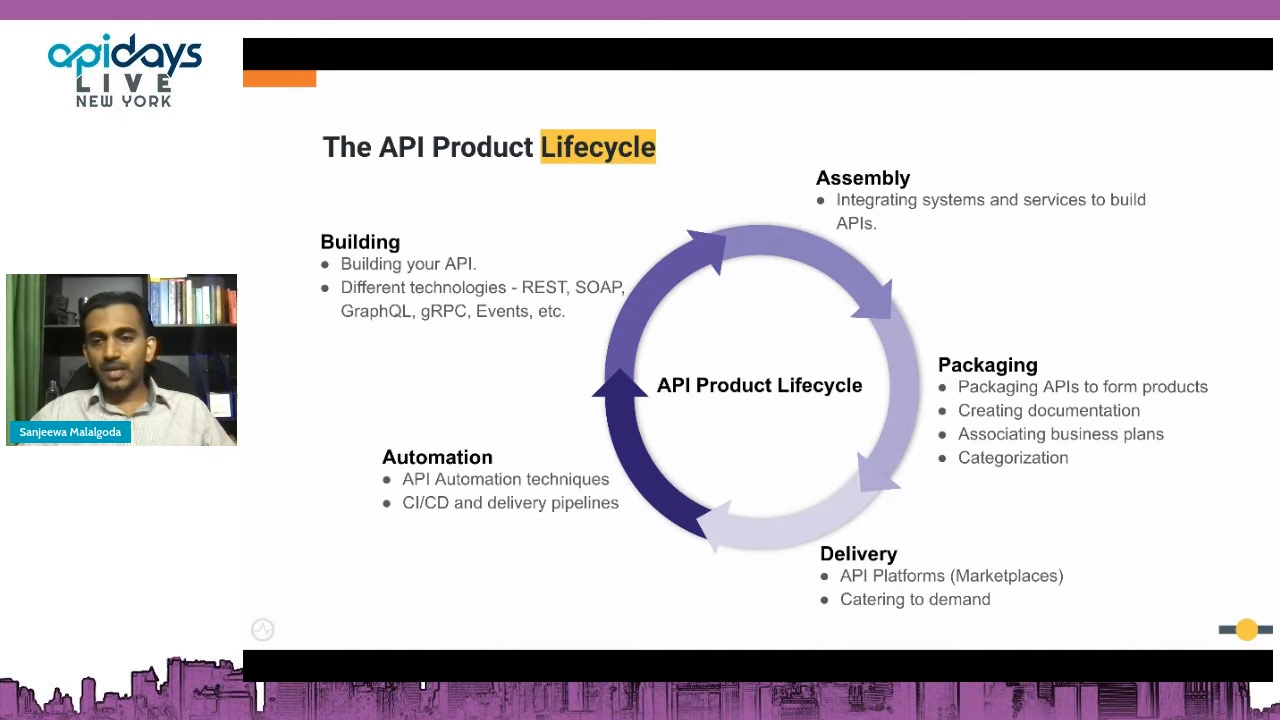 apidays
LIVE
NEW YORK
The API Product Lifecycle
Assembly
● Integrating systems and services to build
APIs.
Building
● Building your API.
● Different technologies - REST, SOAP,
GraphQL, gRPC, Events, etc.
API Product Lifecycle
Packaging
● Packaging APIs to form products
● Creating documentation
● Associating business plans
● Categorization
Sanjeewa Malalgoda
Automation
● API Automation techniques
● CI/CD and delivery pipelines
Delivery
● API Platforms (Marketplaces)
● Catering to demand